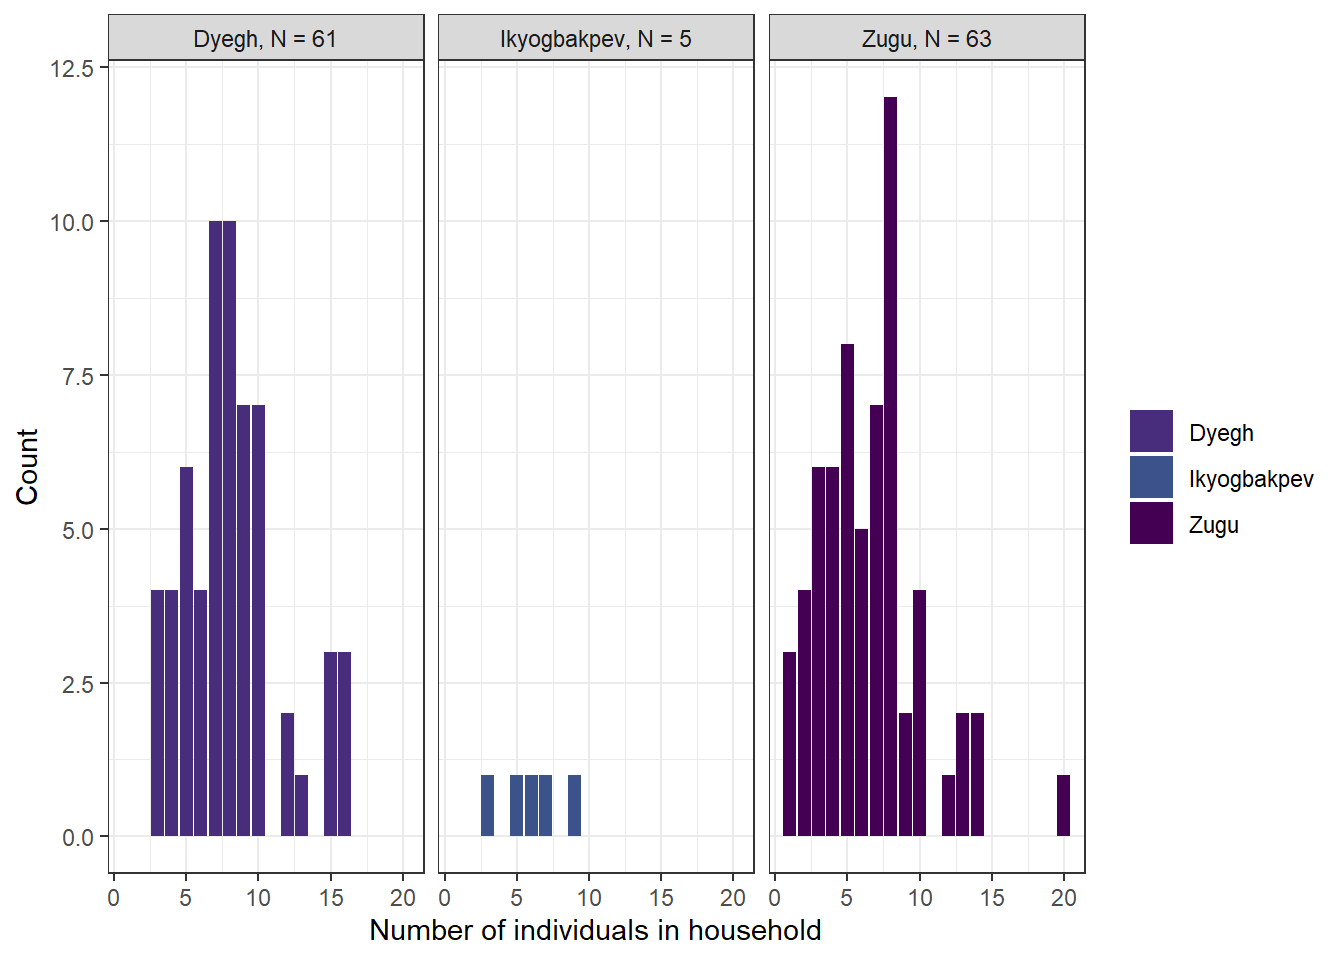 Dyegh, N = 61
Ikyogbakpev, N = 5
Zugu, N = 63
12.5
10.0
7.5
5.0
2.5
0.0
Count
0 5 10 15 20
0 5 10 15 20
0 5 10 15 20
Number of individuals in household
Dyegh
Ikyogbakpev
Zugu